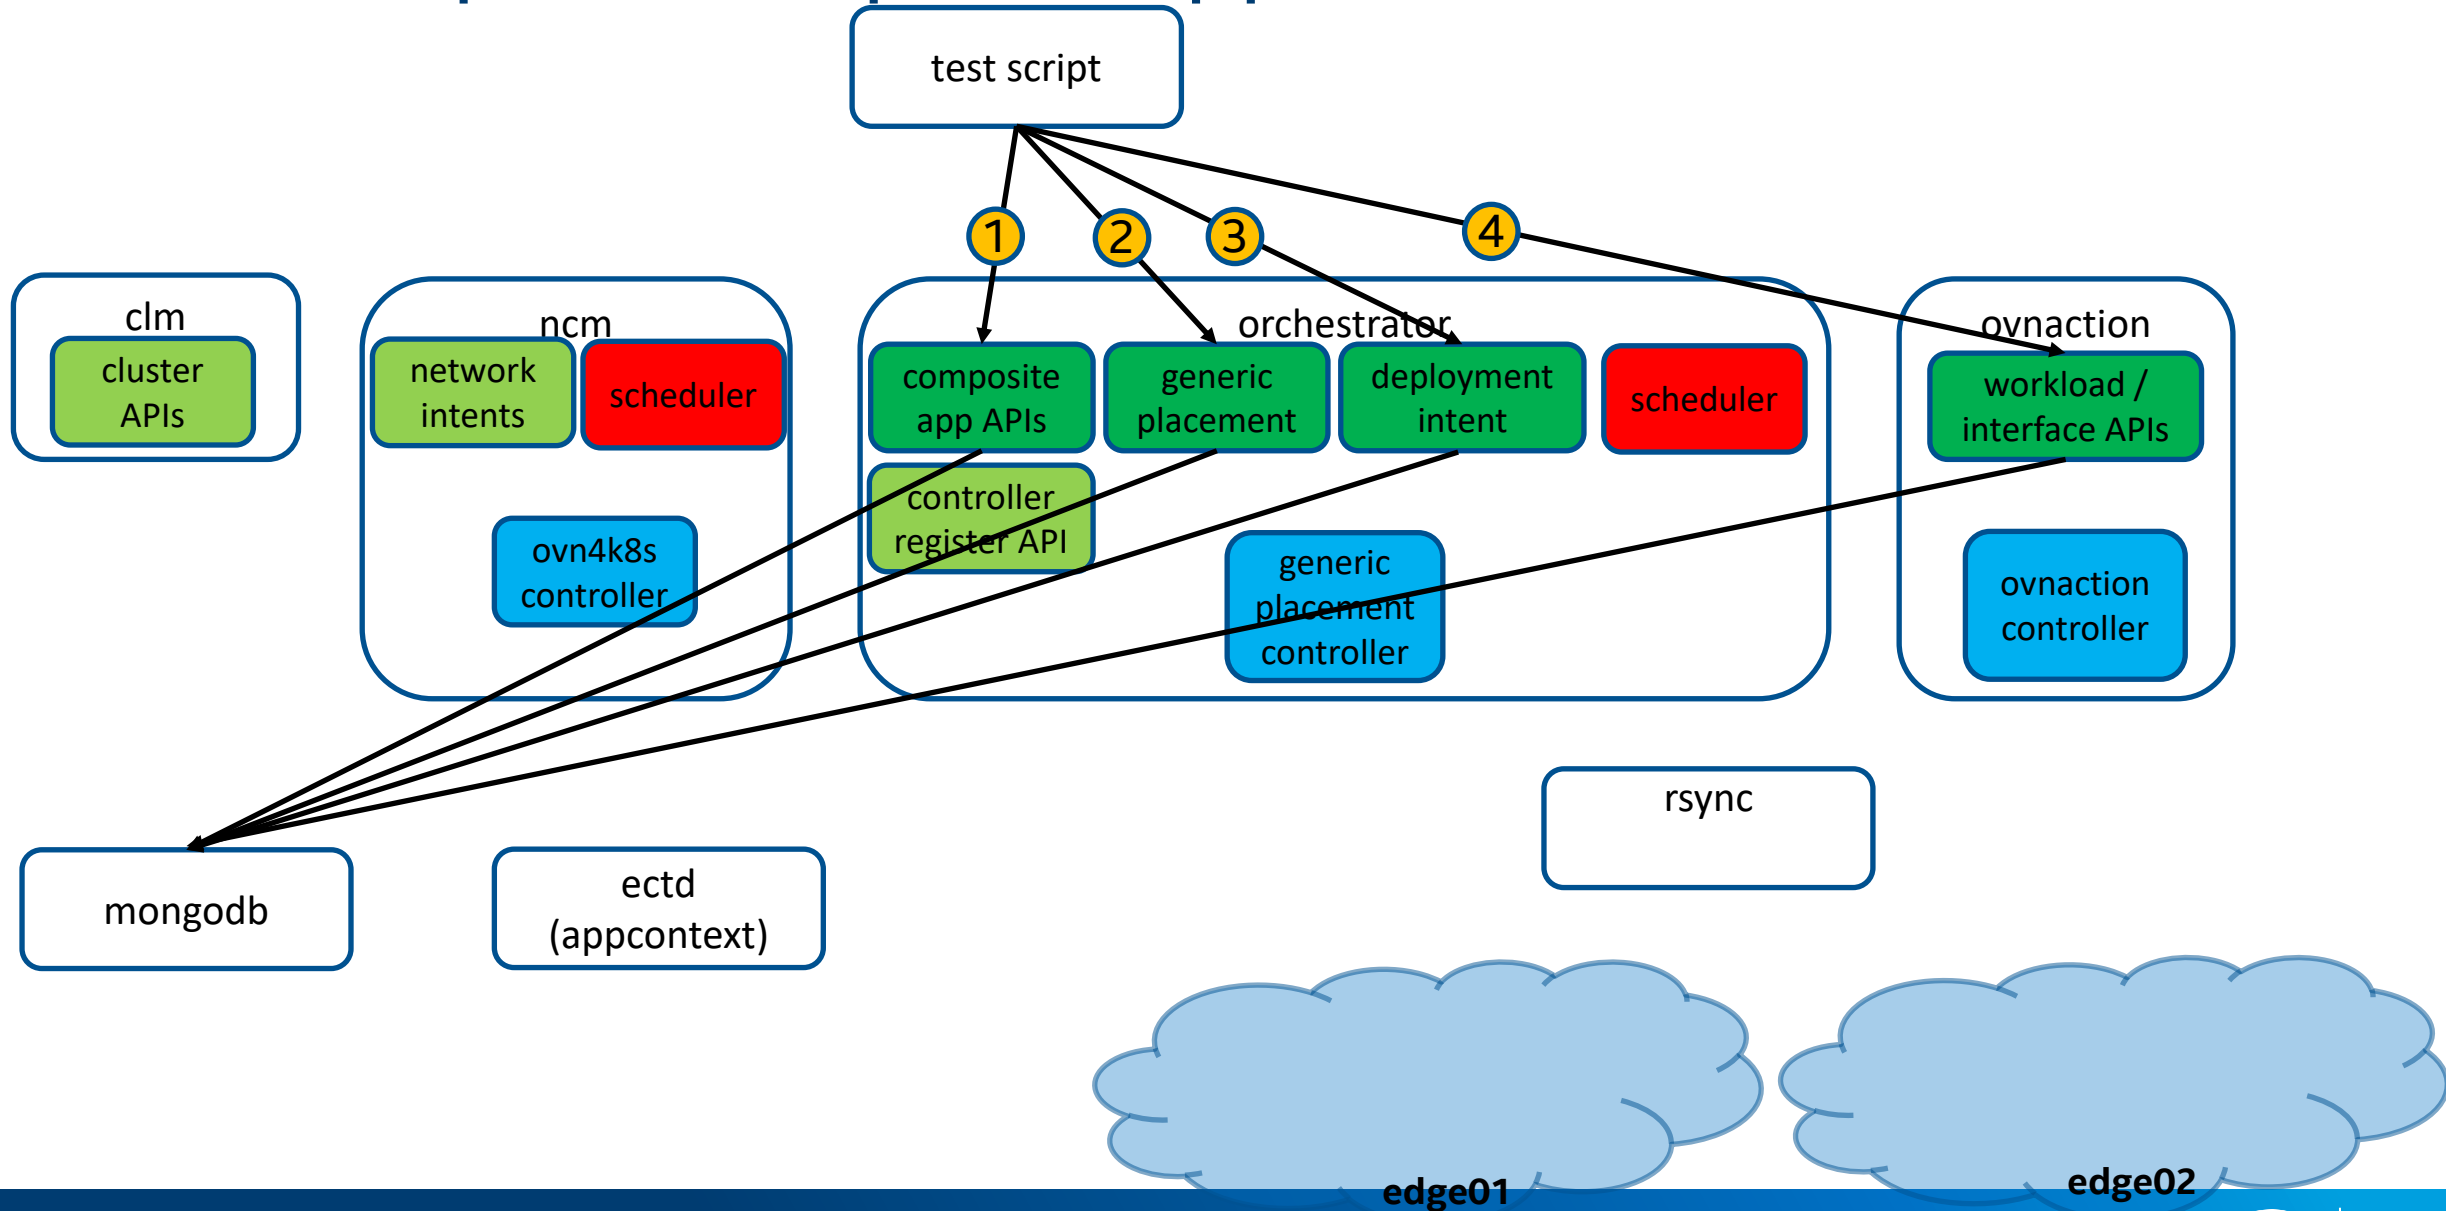 test script
1
2
3
4
clm
cluster
APIs
ncm
network
intents
scheduler
ovn4k8s
controller
orchestrator
composite
app APIs
generic
placement
deployment
intent
scheduler
controller
register API
generic
placement
controller
ovnaction
workload /
interface APIs
ovnaction
controller
rsync
mongodb
ectd
(appcontext)
edge01
edge02